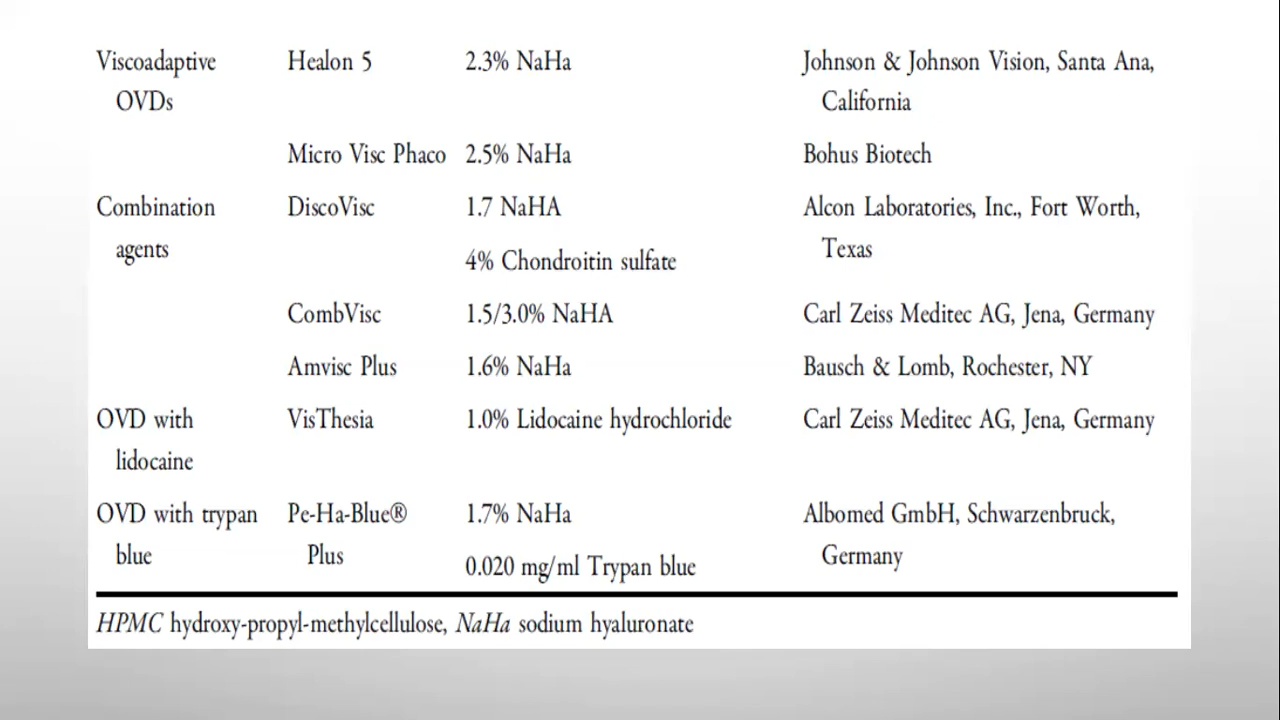 Viscoadaptive Healon 5 2.3% NaHa Johnson & Johnson Vision, Santa Ana,
OVDs California
Micro Visc Phaco 2.5% NaHa Bohus Biotech
Combination DiscoVisc 1.7 NaHA Alcon Laboratories, Inc., Fort Worth,
agents Texas
4% Chondroitin sulfate
CombVisc 1.5/3.0% NaHA Carl Zeiss Meditec AG, Jena, Germany
Amvisc Plus 1.6% NaHa Bausch & Lomb, Rochester, NY
OVD with VisThesia 1.0% Lidocaine hydrochloride Carl Zeiss Meditec AG, Jena, Germany
lidocaine
OVD with trypan Pe-Ha-Blue® 1.7% NaHa Albomed GmbH, Schwarzenbruck,
blue Plus Germany
0.020 mg/ml Trypan blue
HPMC hydroxy-propyl-methylcellulose, NaHa sodium hyaluronate